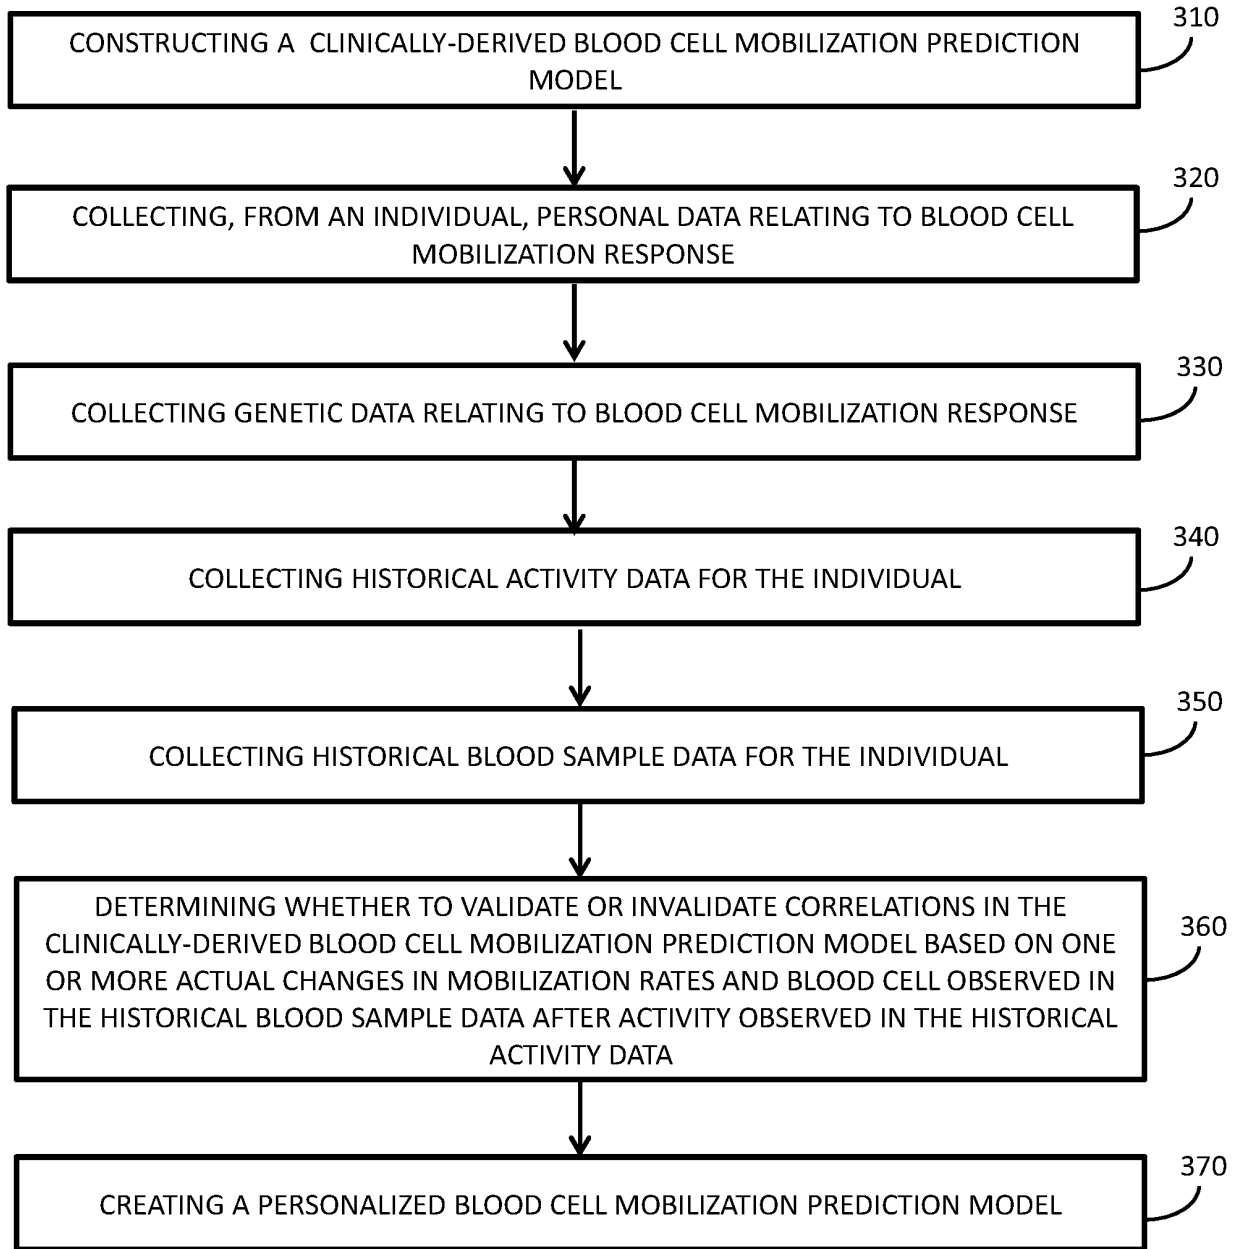 310
CONSTRUCTING A CLINICALLY-DERIVED BLOOD CELL MOBILIZATION PREDICTION
MODEL
320
COLLECTING, FROM AN INDIVIDUAL, PERSONAL DATA RELATING TO BLOOD CELL
MOBILIZATION RESPONSE
330
COLLECTING GENETIC DATA RELATING TO BLOOD CELL MOBILIZATION RESPONSE
340
COLLECTING HISTORICAL ACTIVITY DATA FOR THE INDIVIDUAL
350
COLLECTING HISTORICAL BLOOD SAMPLE DATA FOR THE INDIVIDUAL
360
DETERMINING WHETHER TO VALIDATE OR INVALIDATE CORRELATIONS IN THE
CLINICALLY-DERIVED BLOOD CELL MOBILIZATION PREDICTION MODEL BASED ON ONE
OR MORE ACTUAL CHANGES IN MOBILIZATION RATES AND BLOOD CELL OBSERVED IN
THE HISTORICAL BLOOD SAMPLE DATA AFTER ACTIVITY OBSERVED IN THE HISTORICAL
ACTIVITY DATA
370
CREATING A PERSONALIZED BLOOD CELL MOBILIZATION PREDICTION MODEL